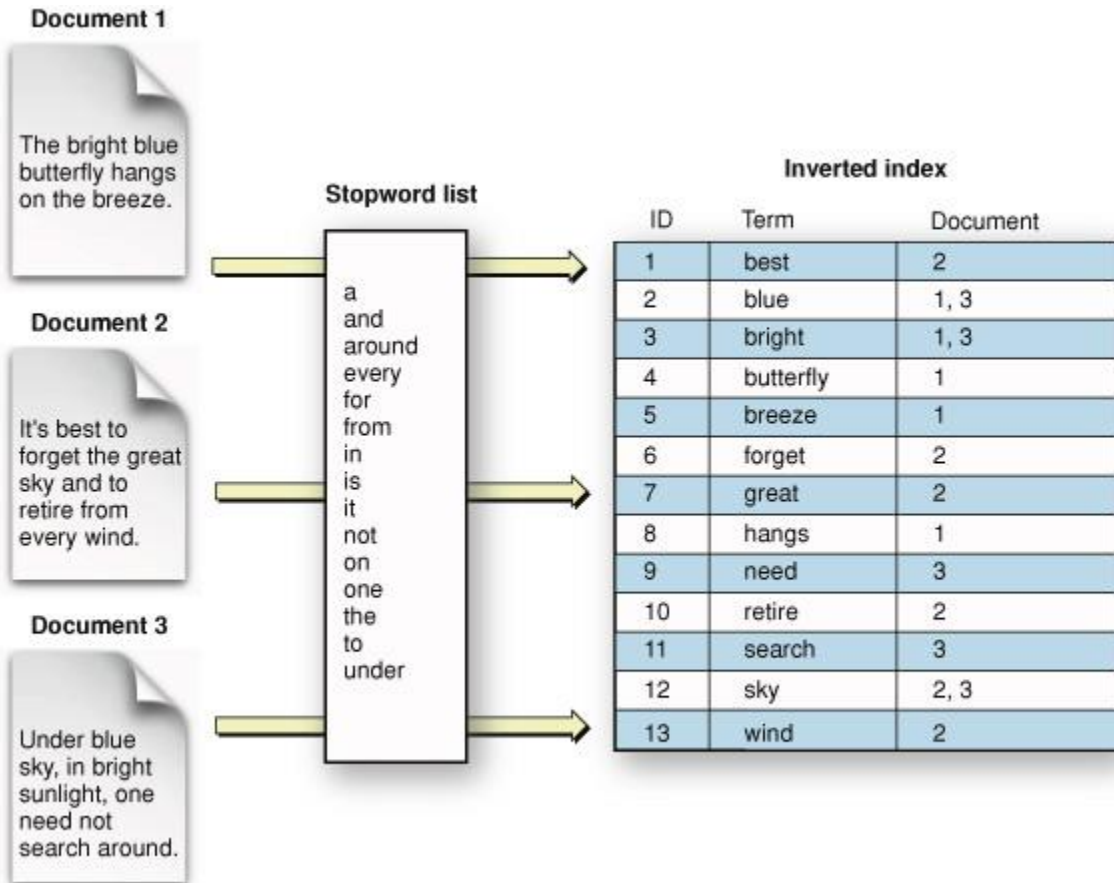 Document 1
The bright blue
butterfly hangs
on the breeze.
Document 2
It's best to
forget the great
sky and to
retire from
every wind.
Document 3
Under blue
sky, in bright
sunlight, one
need not
search around.
Stopword list
a
and
around
every
for
from
in
is
it
not
on
one
the
to
under
Inverted index
ID Term Document
1 best 2
2 blue 1, 3
3 bright 1, 3
4 butterfly 1
5 breeze 1
6 forget 2
7 great 2
8 hangs 1
9 need 3
10 retire 2
11 search 3
12 sky 2, 3
13 wind 2